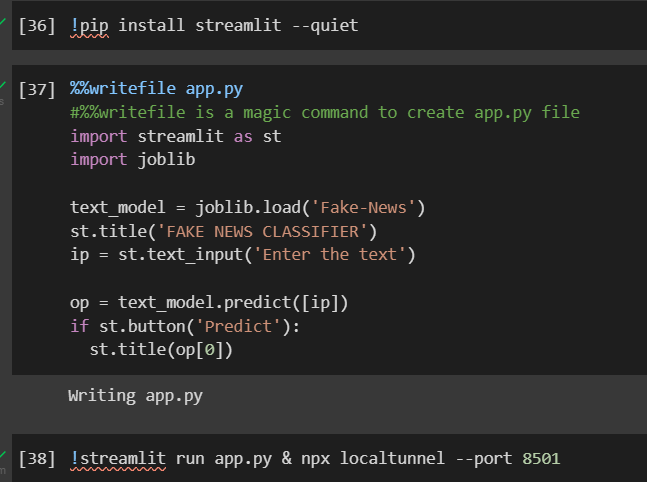 [36] !pip install streamlit --quiet
[37] %%writefile app.py
#%%writefile is a magic command to create app.py file
import streamlit as st
import joblib
text_model = joblib.load('Fake-News')
st.title('FAKE NEWS CLASSIFIER')
ip = st.text_input('Enter the text')
op = text_model.predict([ip])
if st.button('Predict'):
  st.title(op[0])
Writing app.py
[38] !streamlit run app.py & npx localtunnel --port 8501